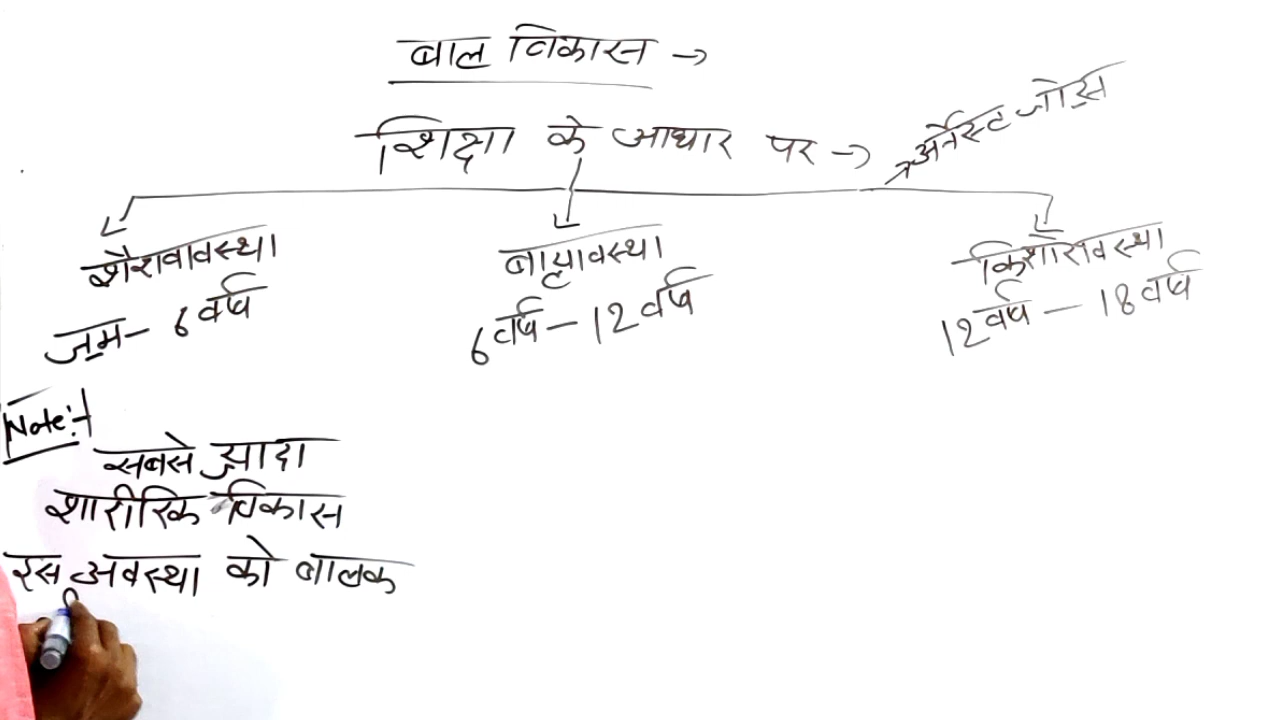 बाल विकास →
शिक्षा के आधार पर → अर्नेस्ट जोंस
शैशवावस्था
जन्म – 6 वर्ष
बाल्यावस्था
6 वर्ष – 12 वर्ष
किशोरावस्था
12 वर्ष – 18 वर्ष
Note:-
सबसे ज्यादा
शारीरिक विकास
इस अवस्था को बालक